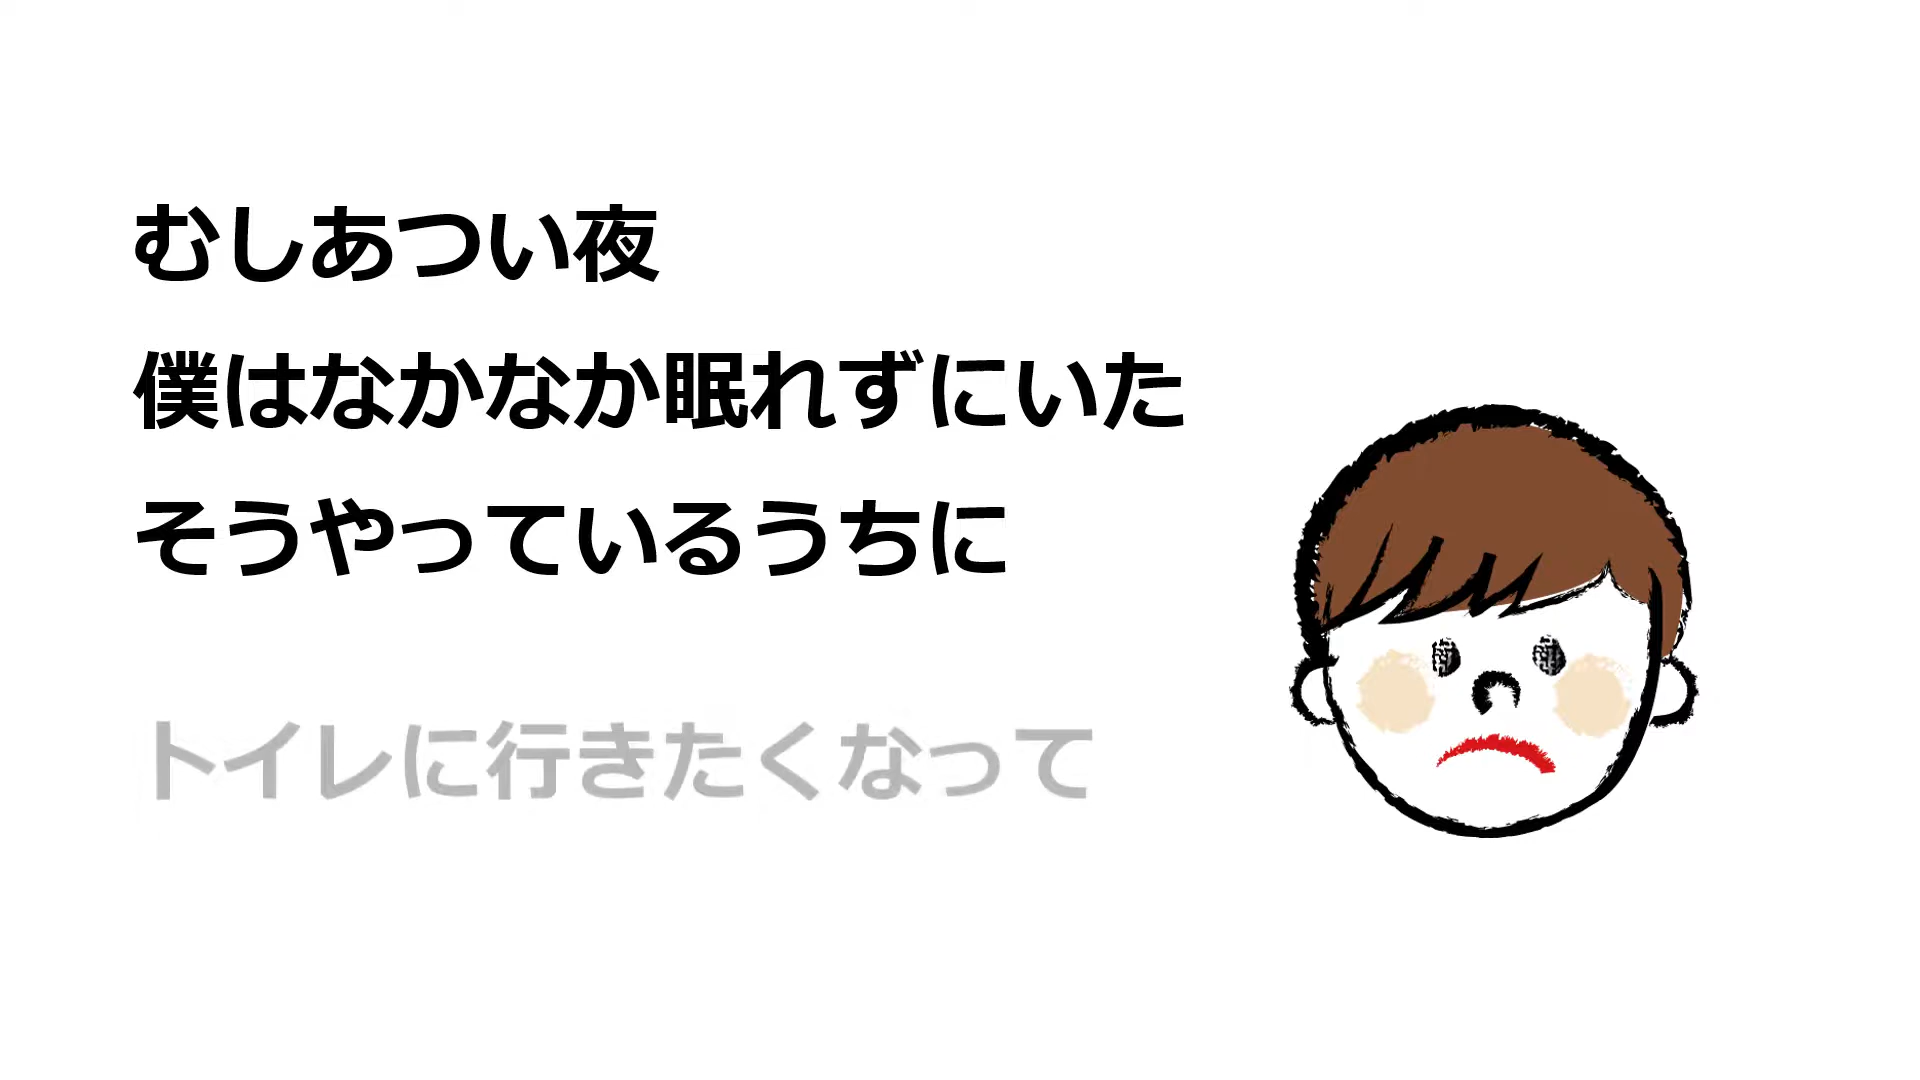 むしあつい夜
僕はなかなか眠れずにいた
そうやっているうちに
トイレに行きたくなって